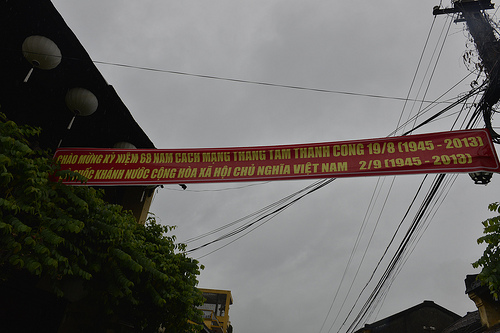 CHÀO MỪNG KỶ NIỆM 68 NĂM CÁCH MẠNG THÁNG TÁM THÀNH CÔNG 19/8 (1945 - 2013)
QUỐC KHÁNH NƯỚC CỘNG HÒA XÃ HỘI CHỦ NGHĨA VIỆT NAM 2/9 (1945 - 2013)